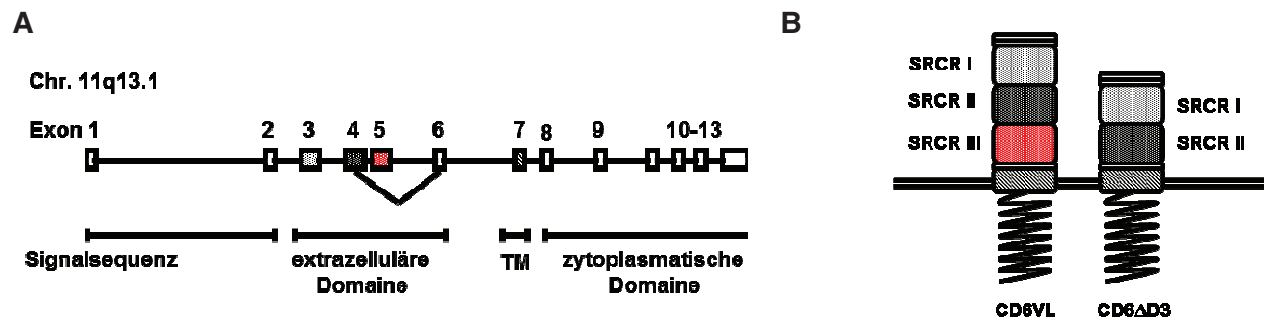 A
Chr. 11q13.1
Exon 1 2 3 4 5 6 7 8 9 10-13
Signalsequenz
extrazelluläre
Domaine
TM
zytoplasmatische
Domaine
B
SRCR I
SRCR II
SRCR III
SRCR I
SRCR II
CD6VL
CD6ΔD3